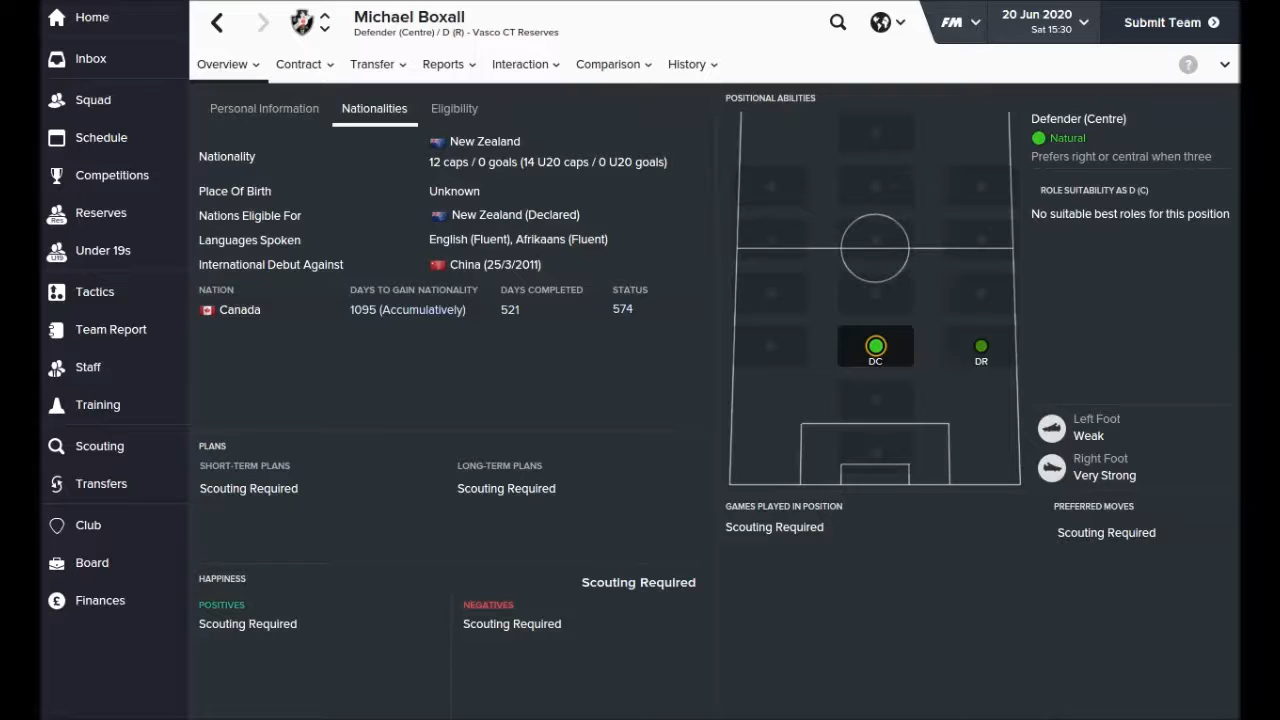 Home
Inbox
Squad
Schedule
Competitions
Reserves
Res
Under 19s
U19
Tactics
Team Report
Staff
Training
Scouting
Transfers
Club
Board
Finances
Michael Boxall
Defender (Centre) / D (R) - Vasco CT Reserves
FM
20 Jun 2020
Sat 15:30
Submit Team
Overview
Contract
Transfer
Reports
Interaction
Comparison
History
?
Personal Information
Nationalities
Eligibility
Nationality
New Zealand
12 caps / 0 goals (14 U20 caps / 0 U20 goals)
Place Of Birth
Unknown
Nations Eligible For
New Zealand (Declared)
Languages Spoken
English (Fluent), Afrikaans (Fluent)
International Debut Against
China (25/3/2011)
NATION DAYS TO GAIN NATIONALITY DAYS COMPLETED STATUS
Canada 1095 (Accumulatively) 521 574
PLANS
SHORT-TERM PLANS
Scouting Required
LONG-TERM PLANS
Scouting Required
HAPPINESS
Scouting Required
POSITIVES
Scouting Required
NEGATIVES
Scouting Required
POSITIONAL ABILITIES
DC
DR
Defender (Centre)
Natural
Prefers right or central when three
ROLE SUITABILITY AS D (C)
No suitable best roles for this position
Left Foot
Weak
Right Foot
Very Strong
GAMES PLAYED IN POSITION
Scouting Required
PREFERRED MOVES
Scouting Required